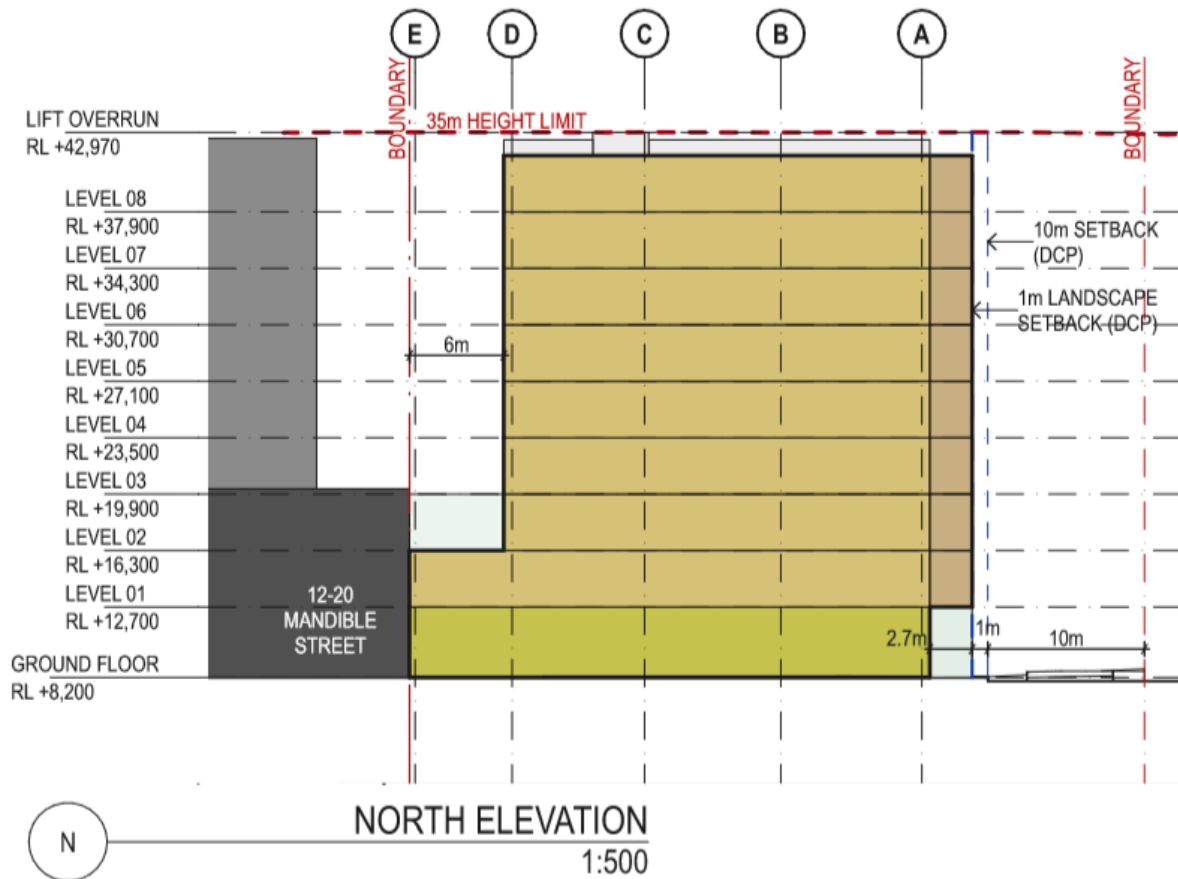 E
D
C
B
A
BOUNDARY
BOUNDARY
LIFT OVERRUN
35m HEIGHT LIMIT
RL +42,970
LEVEL 08
RL +37,900
10m SETBACK
(DCP)
LEVEL 07
RL +34,300
1m LANDSCAPE
SETBACK (DCP)
LEVEL 06
RL +30,700
6m
LEVEL 05
RL +27,100
LEVEL 04
RL +23,500
LEVEL 03
RL +19,900
LEVEL 02
RL +16,300
LEVEL 01
RL +12,700
12-20
MANDIBLE
STREET
2.7m
1m
10m
GROUND FLOOR
RL +8,200
N
NORTH ELEVATION
1:500